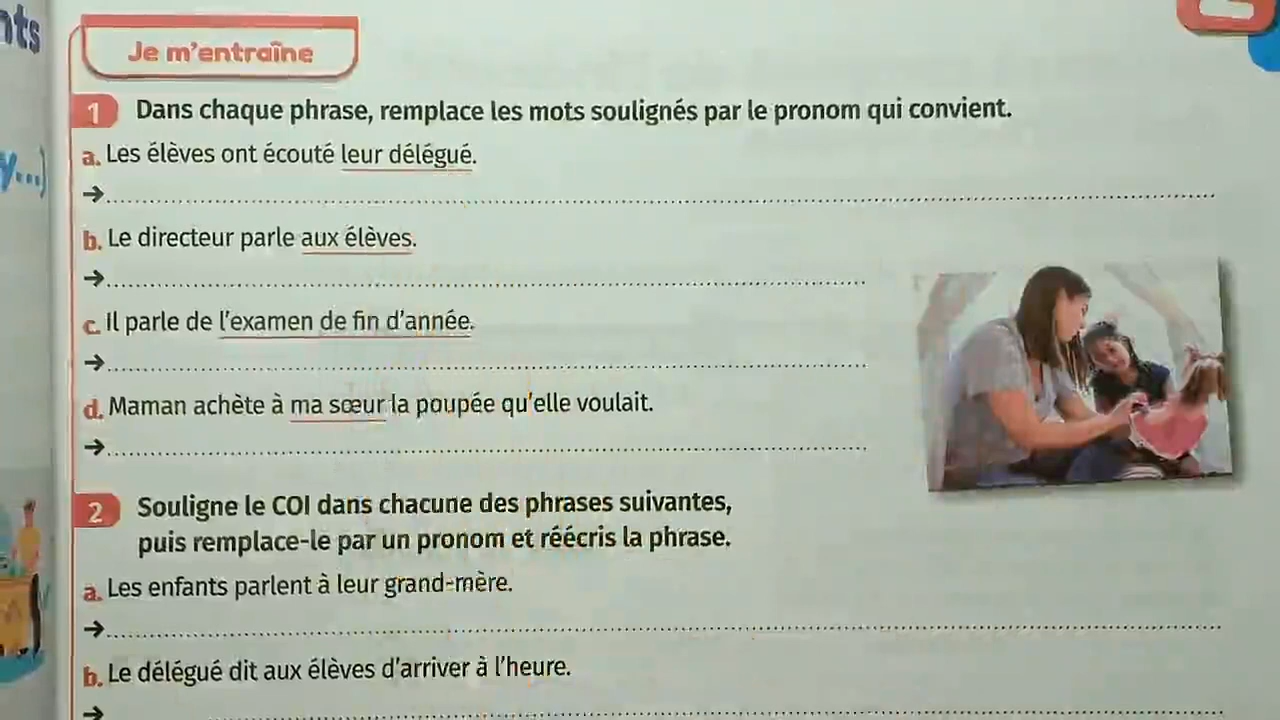 nts
y...)
Je m'entraîne
1 Dans chaque phrase, remplace les mots soulignés par le pronom qui convient.
a. Les élèves ont écouté leur délégué.
→
b. Le directeur parle aux élèves.
→
c. Il parle de l'examen de fin d'année.
→
d. Maman achète à ma sœur la poupée qu'elle voulait.
→
2 Souligne le COI dans chacune des phrases suivantes,
puis remplace-le par un pronom et réécris la phrase.
a. Les enfants parlent à leur grand-mère.
→
b. Le délégué dit aux élèves d'arriver à l'heure.
→